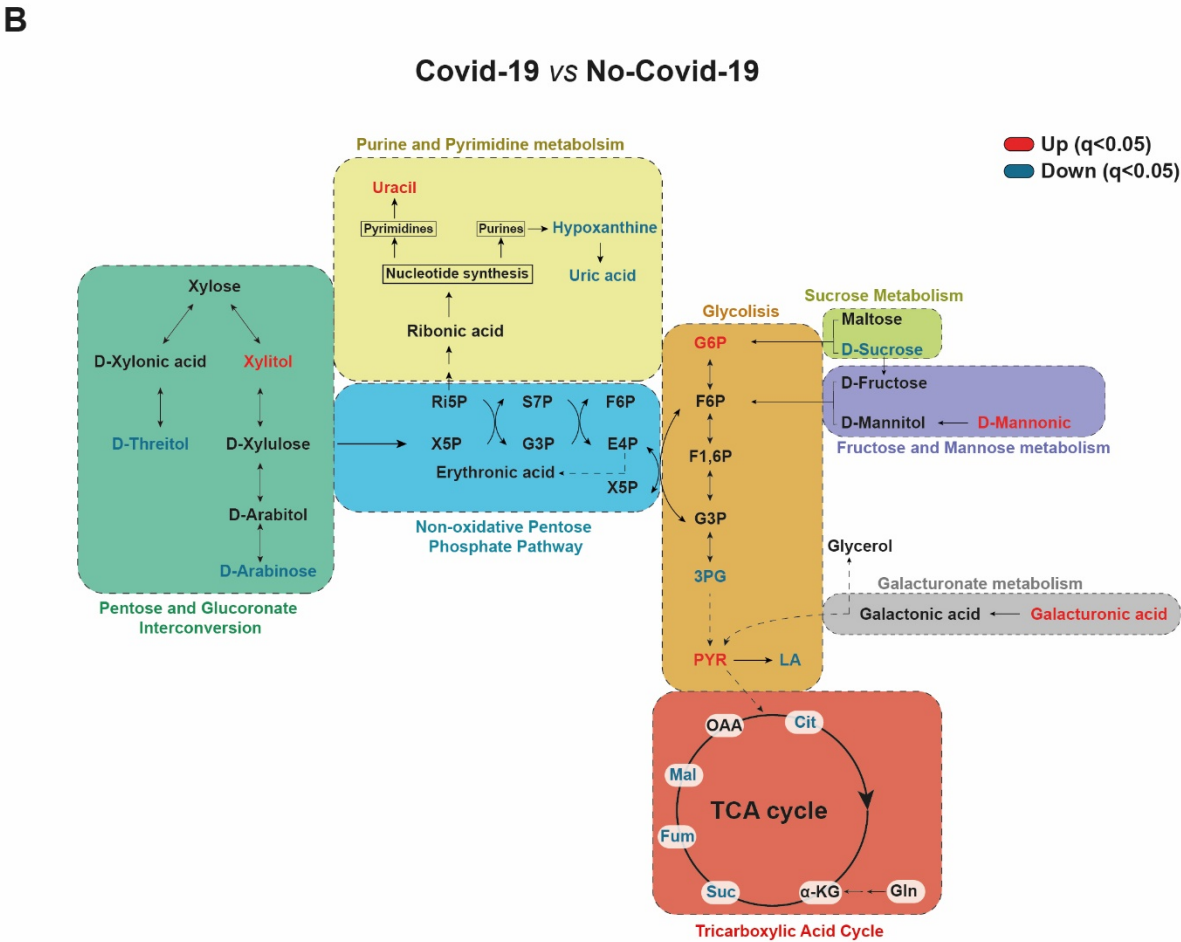 B
Covid-19 vs No-Covid-19
Up (q<0.05)
Down (q<0.05)
Purine and Pyrimidine metabolsim
Uracil
Pyrimidines
Purines
Hypoxanthine
Nucleotide synthesis
Uric acid
Ribonic acid
Xylose
D-Xylonic acid
Xylitol
D-Threitol
D-Xylulose
D-Arabitol
D-Arabinose
Pentose and Glucoronate
Interconversion
Ri5P
S7P
F6P
X5P
G3P
E4P
Erythronic acid
X5P
Non-oxidative Pentose
Phosphate Pathway
Glycolisis
G6P
F6P
F1,6P
G3P
3PG
PYR
LA
Sucrose Metabolism
Maltose
D-Sucrose
D-Fructose
D-Mannitol
D-Mannonic
Fructose and Mannose metabolism
Glycerol
Galacturonate metabolism
Galactonic acid
Galacturonic acid
OAA
Cit
Mal
TCA cycle
Fum
Suc
α-KG
Gln
Tricarboxylic Acid Cycle